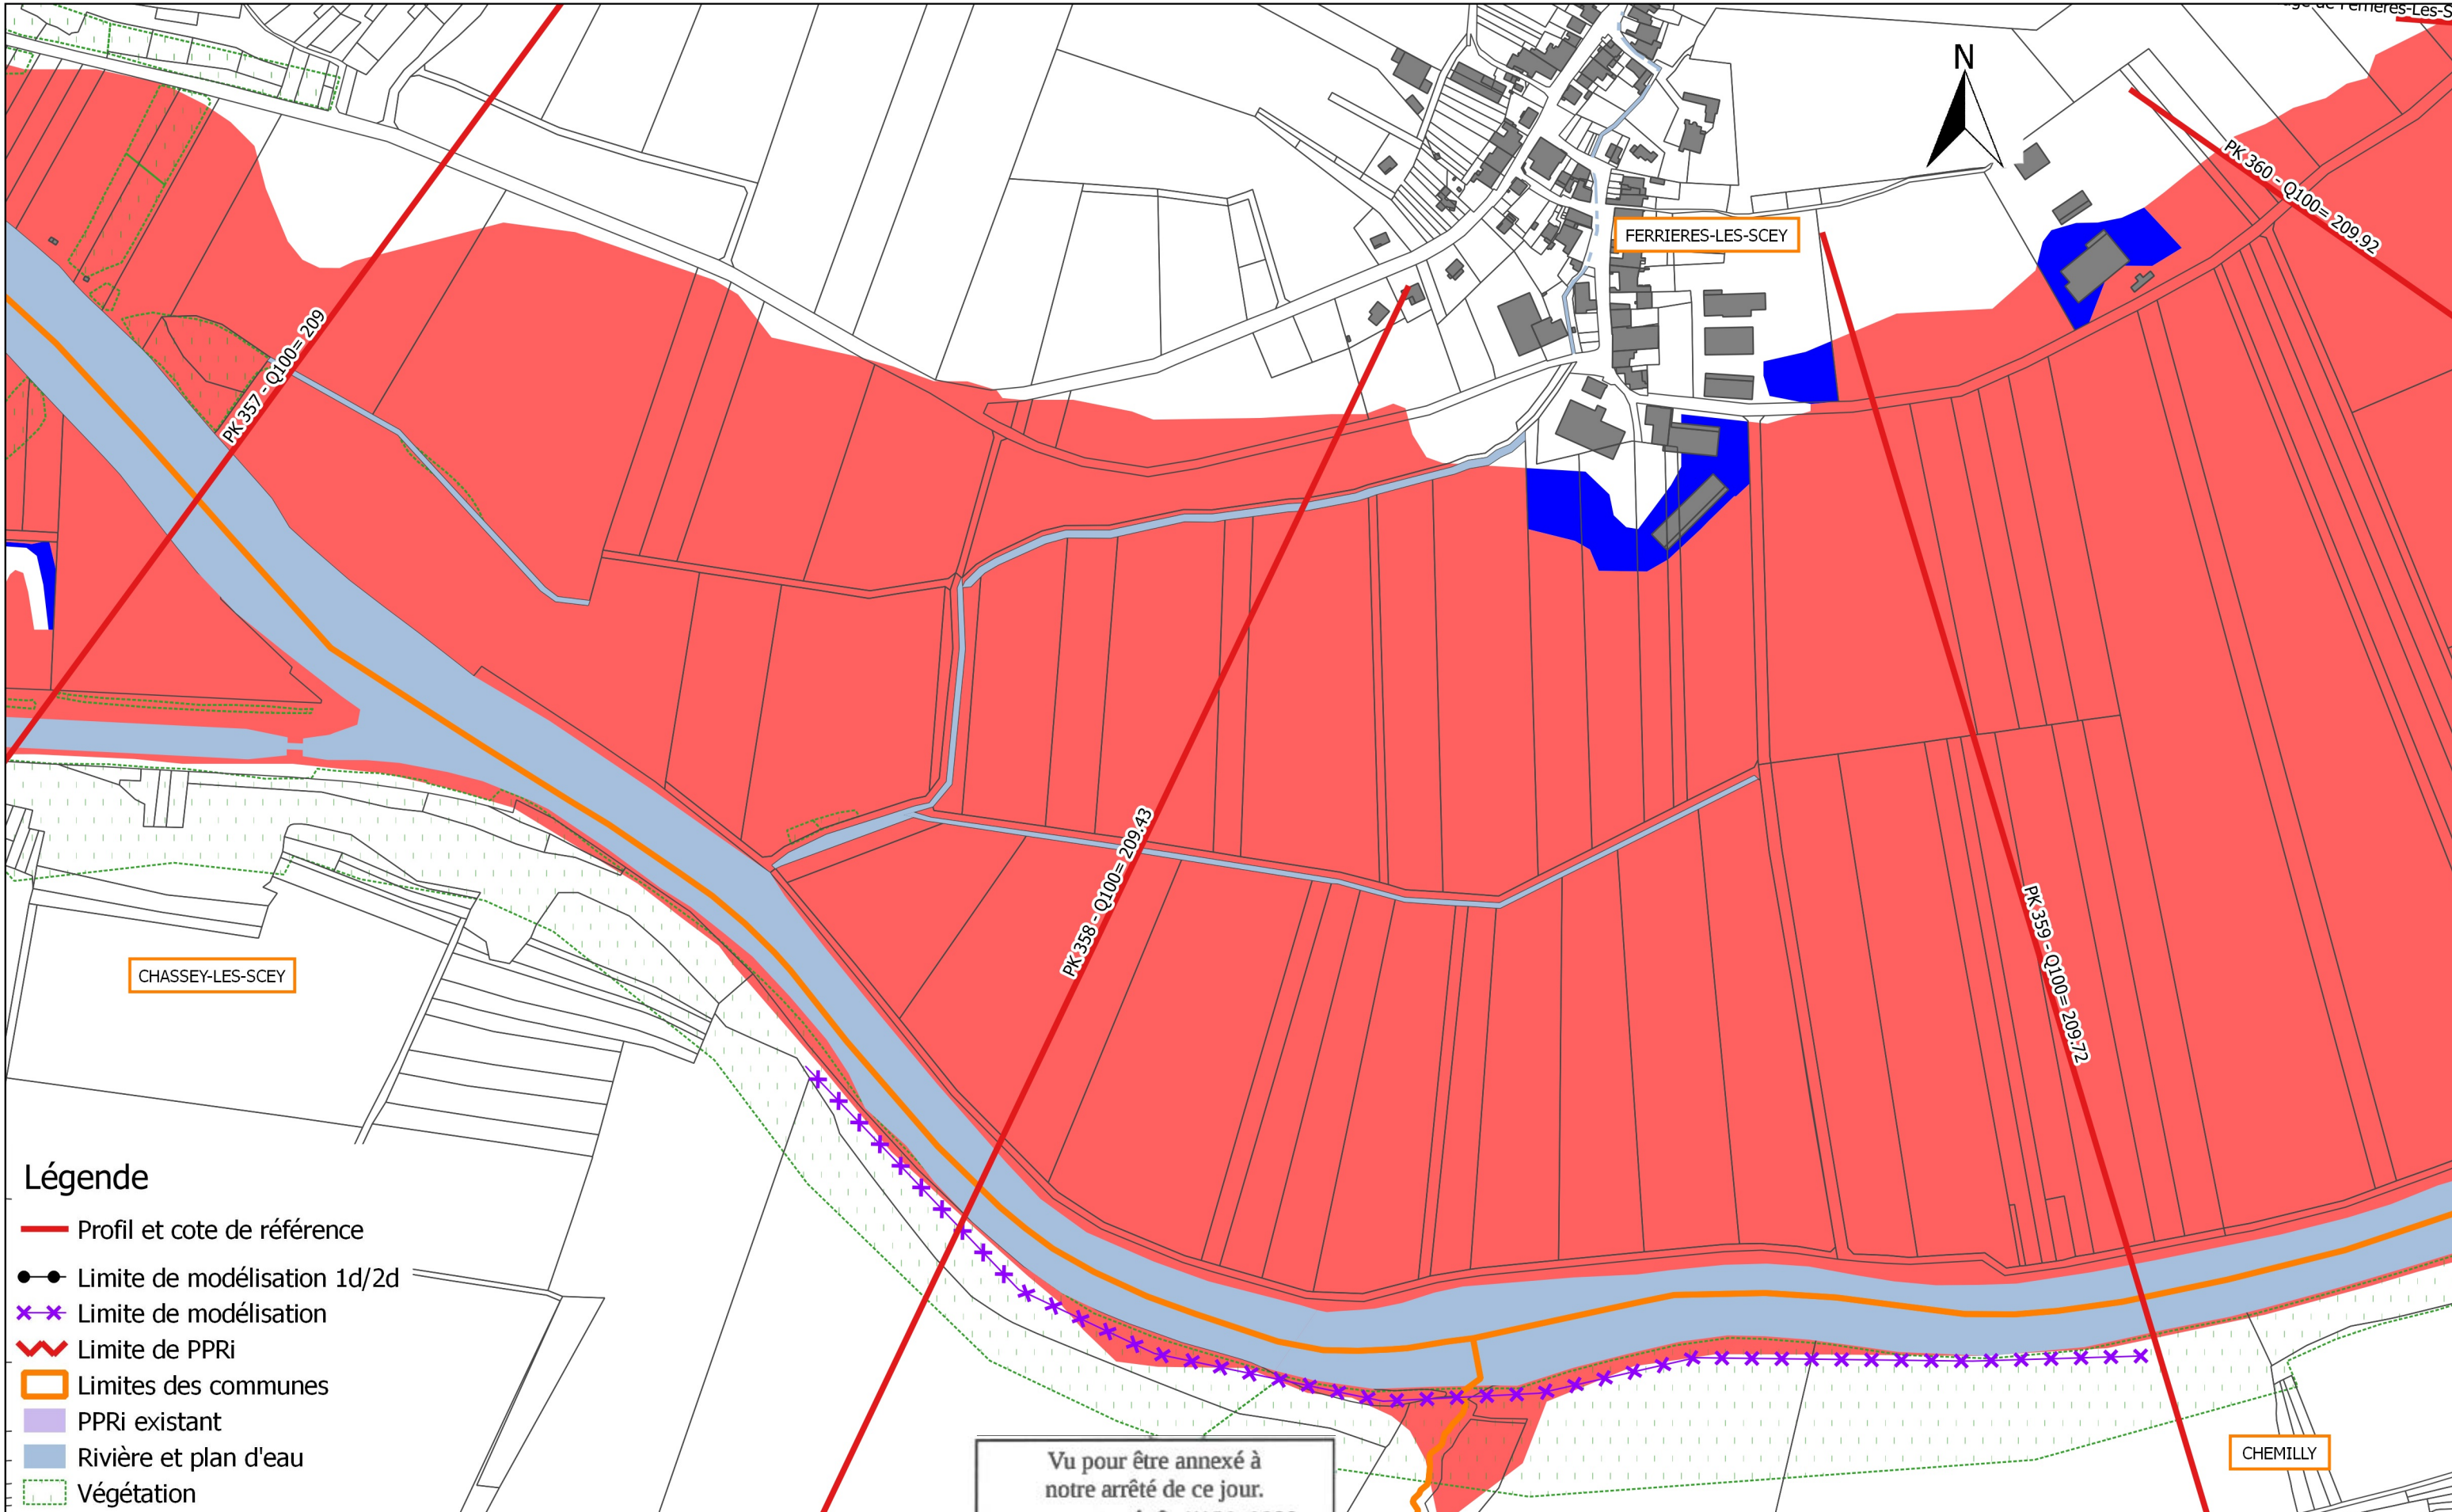 Ferrières-Les-S
N
PK 360 - Q100= 209.92
FERRIERES-LES-SCEY
PK 357 - Q100= 209
PK 358 - Q100= 209.43
PK 359 - Q100= 209.72
CHASSEY-LES-SCEY
Légende
Profil et cote de référence
Limite de modélisation 1d/2d
Limite de modélisation
Limite de PPRi
Limites des communes
PPRi existant
Rivière et plan d'eau
Végétation
Vu pour être annexé à
notre arrêté de ce jour.
CHEMILLY